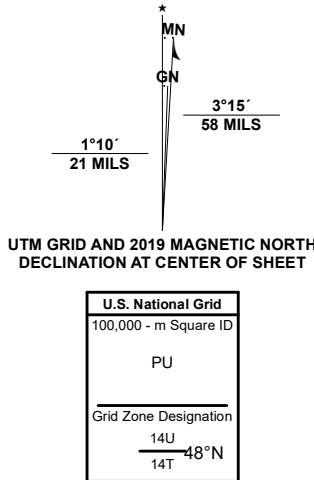 ★
MN
GN
3°15´
58 MILS
1°10´
21 MILS
UTM GRID AND 2019 MAGNETIC NORTH
DECLINATION AT CENTER OF SHEET
U.S. National Grid
100,000 - m Square ID
PU
Grid Zone Designation
14U
48°N
14T